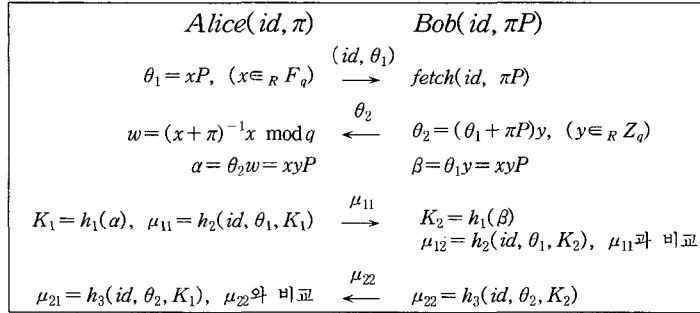 Alice(id, π) Bob(id, πP)
(id, θ₁)
θ₁=xP, (x∈ᵣ F_q) → fetch(id, πP)
θ₂
w=(x+π)⁻¹x mod q ← θ₂=(θ₁+πP)y, (y∈ᵣ Z_q)
α=θ₂w=xyP β=θ₁y=xyP
μ₁₁
K₁=h₁(α), μ₁₁=h₂(id, θ₁, K₁) → K₂=h₁(β)
μ₁₂=h₂(id, θ₁, K₂), μ₁₁과 비교
μ₂₂
μ₂₁=h₃(id, θ₂, K₁), μ₂₂와 비교 ← μ₂₂=h₃(id, θ₂, K₂)